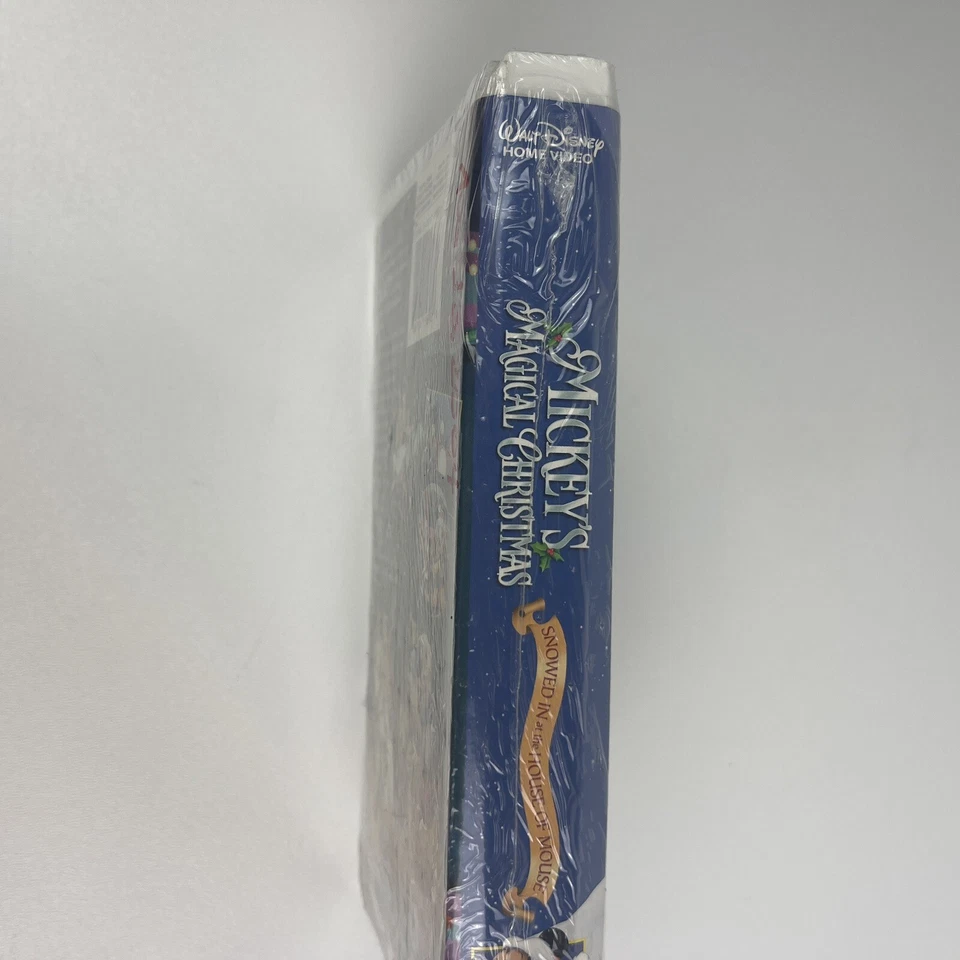 WALT DISNEY
HOME VIDEO
MICKEY'S
MAGICAL CHRISTMAS
SNOWED IN at the HOUSE OF MOUSE